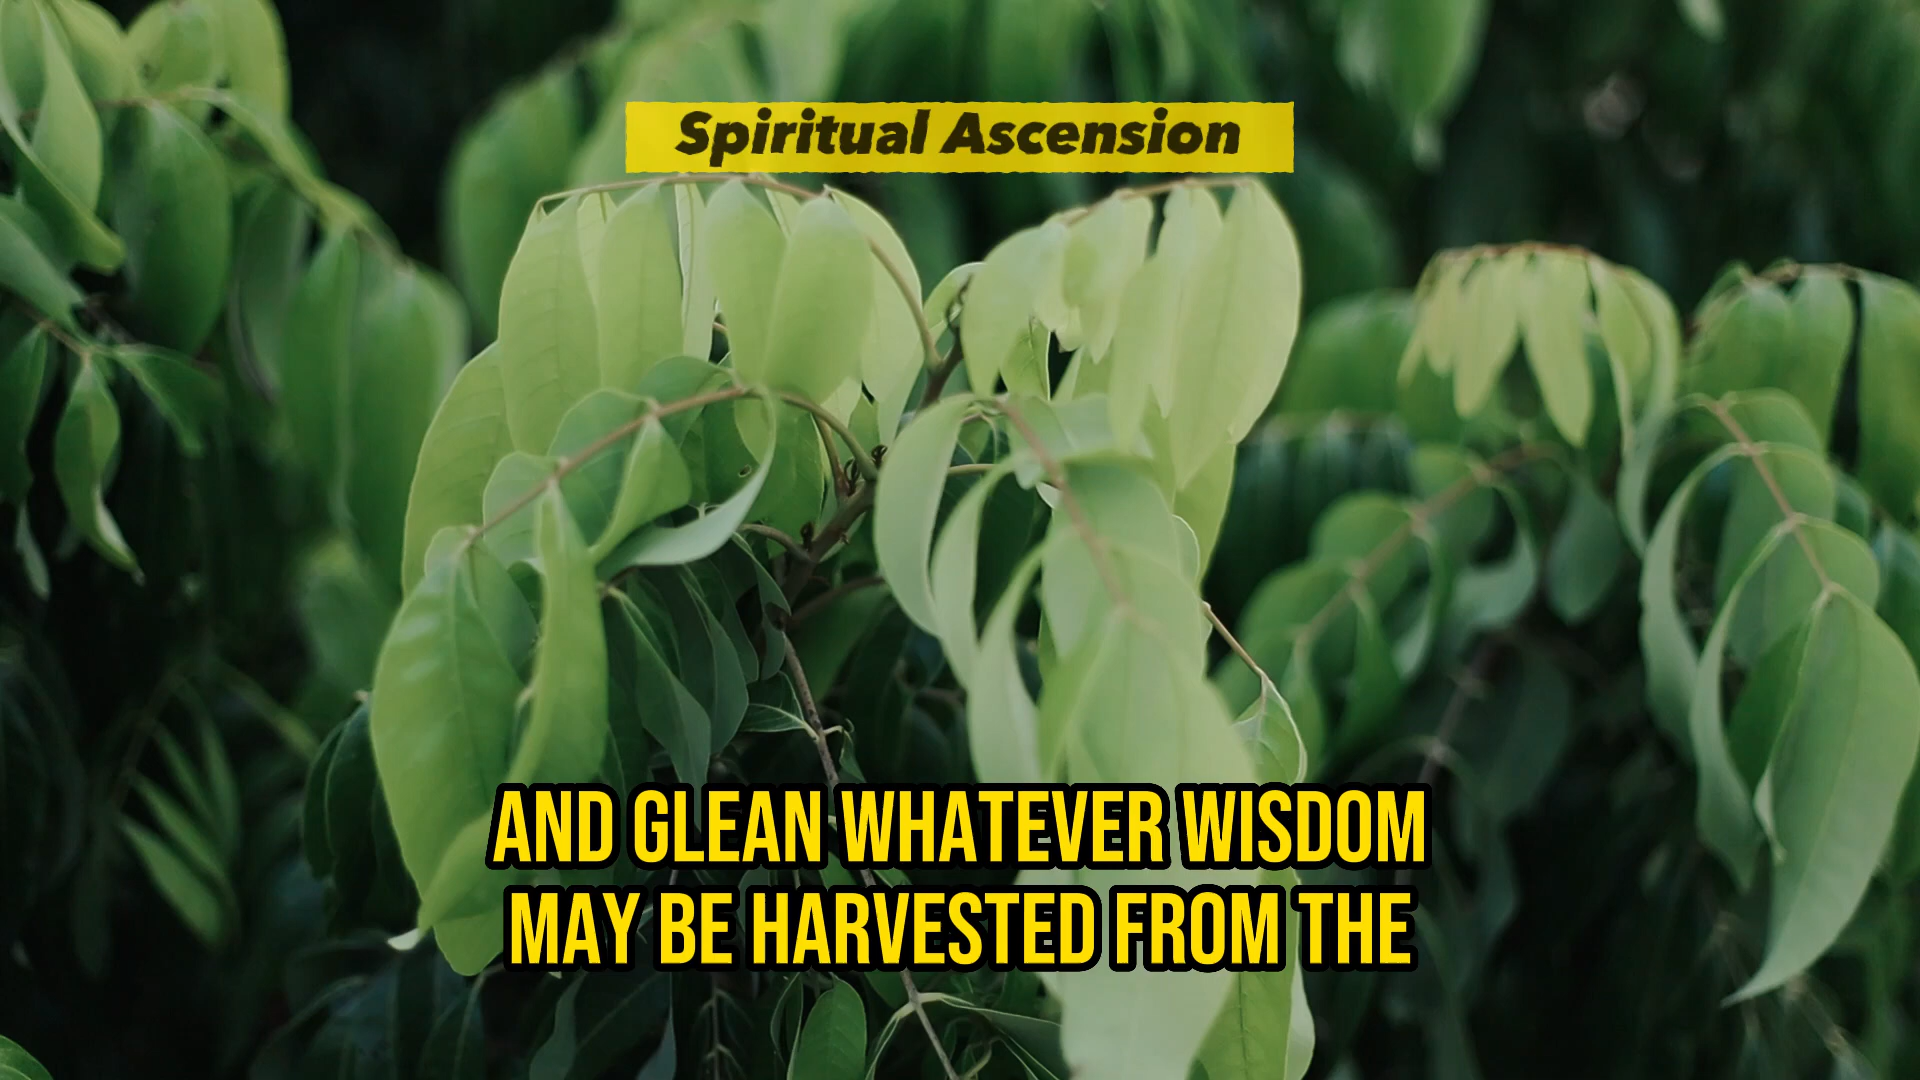 Spiritual Ascension
AND GLEAN WHATEVER WISDOM
MAY BE HARVESTED FROM THE